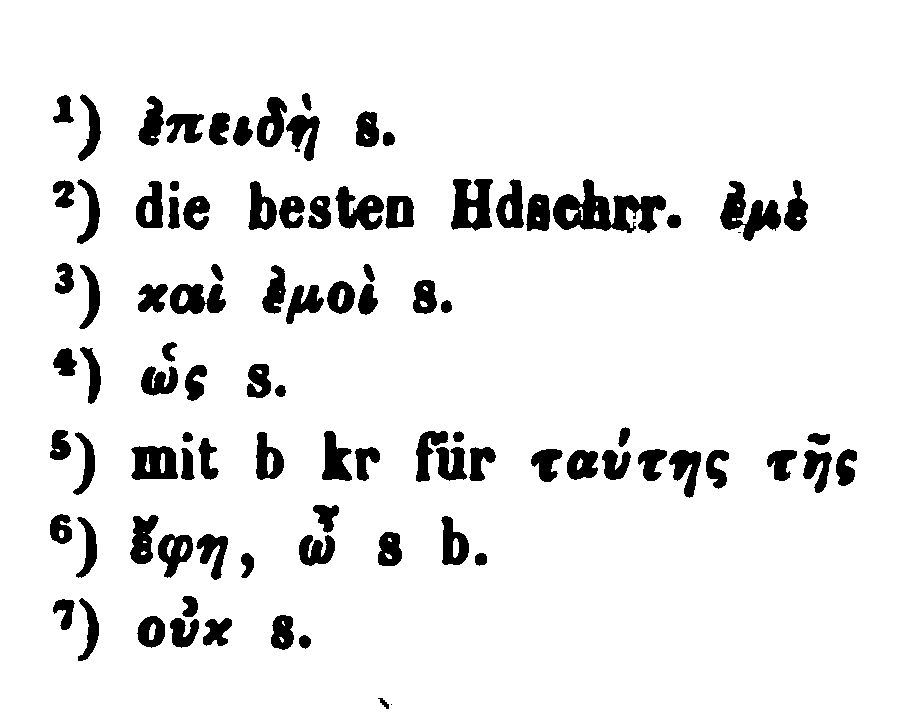 ¹) ἐπειδὴ s.
²) die besten Hdschrr. ἐμὲ
³) καὶ ἐμοὶ s.
⁴) ὡς s.
⁵) mit b kr für ταύτης τῆς
⁶) ἔφη, ὦ s b.
⁷) οὐκ s.